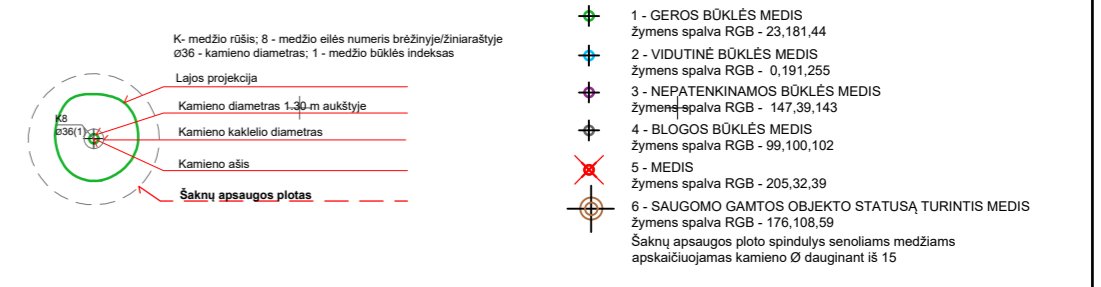 K- medžio rūšis; 8 - medžio eilės numeris brėžinyje/žiniaraštyje
Ø36 - kamieno diametras; 1 - medžio būklės indeksas
Lajos projekcija
Kamieno diametras 1.30 m aukštyje
K8
Ø36(1)
Kamieno kaklelio diametras
Kamieno ašis
Šaknų apsaugos plotas
1 - GEROS BŪKLĖS MEDIS
žymens spalva RGB - 23,181,44
2 - VIDUTINĖ BŪKLĖS MEDIS
žymens spalva RGB - 0,191,255
3 - NEPATENKINAMOS BŪKLĖS MEDIS
žymens spalva RGB - 147,39,143
4 - BLOGOS BŪKLĖS MEDIS
žymens spalva RGB - 99,100,102
5 - MEDIS
žymens spalva RGB - 205,32,39
6 - SAUGOMO GAMTOS OBJEKTO STATUSĄ TURINTIS MEDIS
žymens spalva RGB - 176,108,59
Šaknų apsaugos ploto spindulys senoliams medžiams
apskaičiuojamas kamieno Ø dauginant iš 15